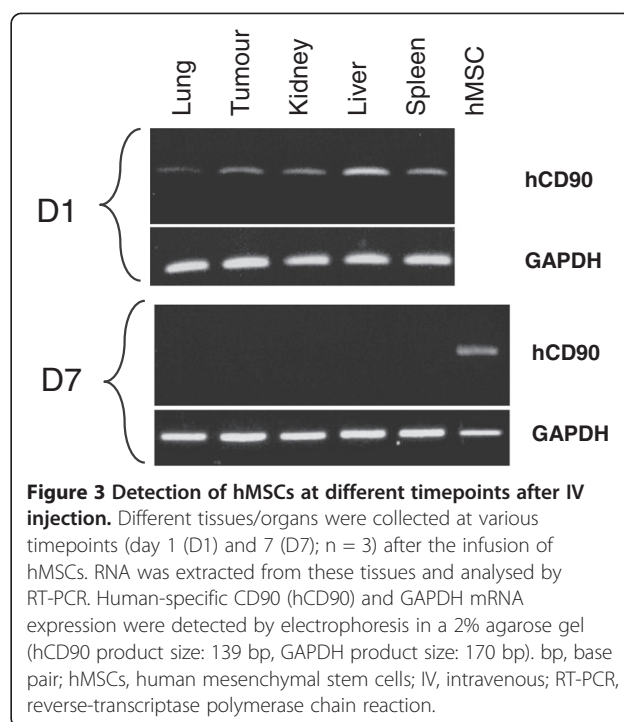 Lung Tumour Kidney Liver Spleen hMSC
D1
hCD90
GAPDH
D7
hCD90
GAPDH
Figure 3 Detection of hMSCs at different timepoints after IV
injection. Different tissues/organs were collected at various
timepoints (day 1 (D1) and 7 (D7); n = 3) after the infusion of
hMSCs. RNA was extracted from these tissues and analysed by
RT-PCR. Human-specific CD90 (hCD90) and GAPDH mRNA
expression were detected by electrophoresis in a 2% agarose gel
(hCD90 product size: 139 bp, GAPDH product size: 170 bp). bp, base
pair; hMSCs, human mesenchymal stem cells; IV, intravenous; RT-PCR,
reverse-transcriptase polymerase chain reaction.